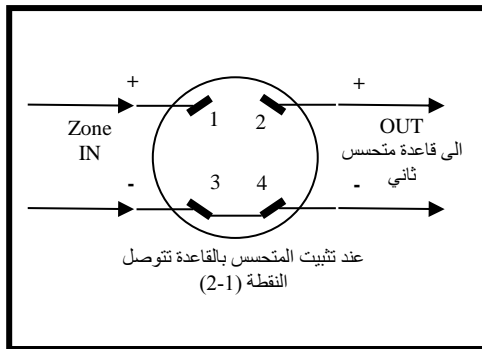 + +
1 2
Zone
IN
OUT
الى قاعدة متحسس
ثاني
- 3 4 -
عند تثبيت المتحسس بالقاعدة تتوصل
النقطة (1-2)